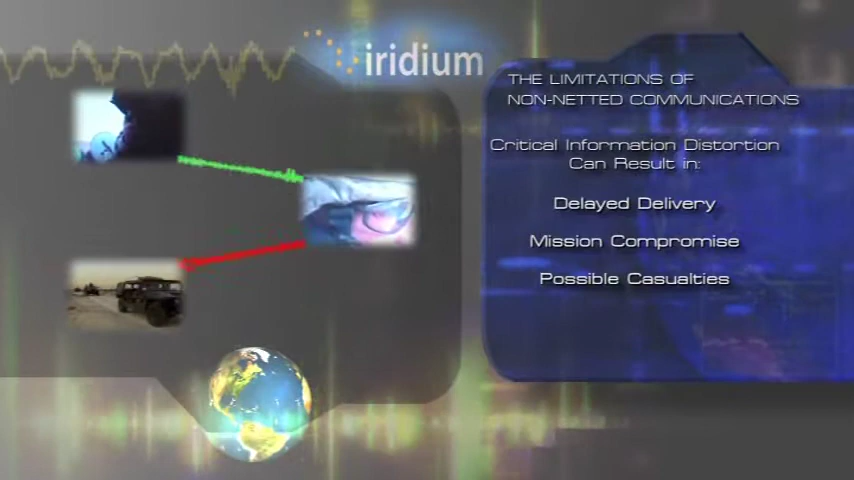 iridium
THE LIMITATIONS OF
NON-NETTED COMMUNICATIONS
Critical Information Distortion
Can Result in:
Delayed Delivery
Mission Compromise
Possible Casualties